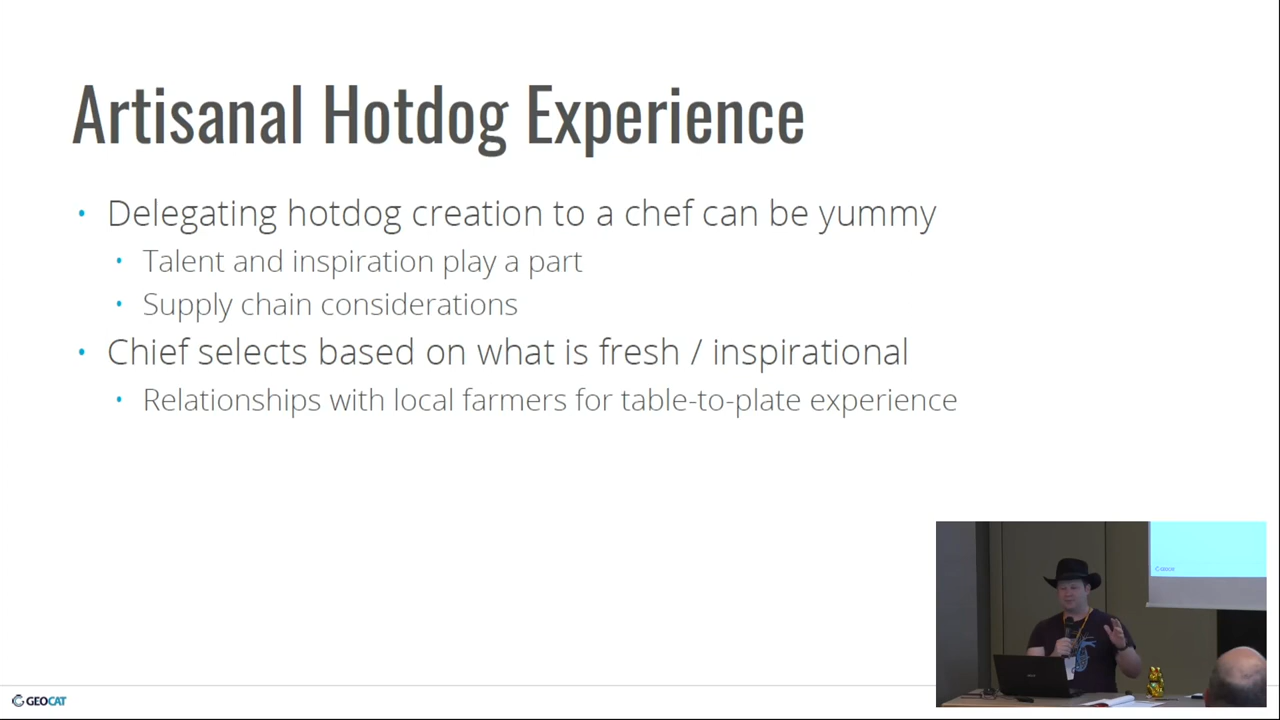 Artisanal Hotdog Experience
Delegating hotdog creation to a chef can be yummy
Talent and inspiration play a part
Supply chain considerations
Chief selects based on what is fresh / inspirational
Relationships with local farmers for table-to-plate experience
GEOCAT